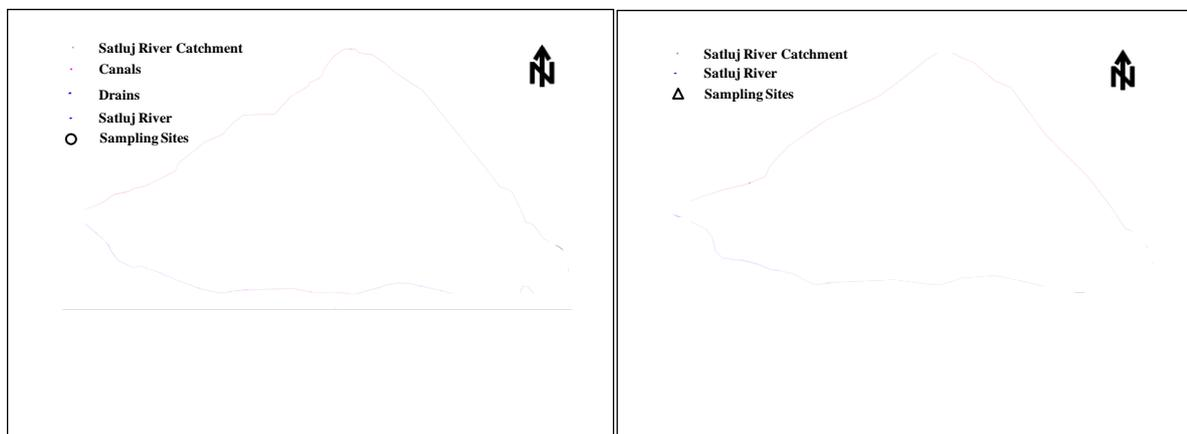 Satluj River Catchment
Canals
Drains
Satluj River
Sampling Sites
N
Satluj River Catchment
Satluj River
Sampling Sites
N